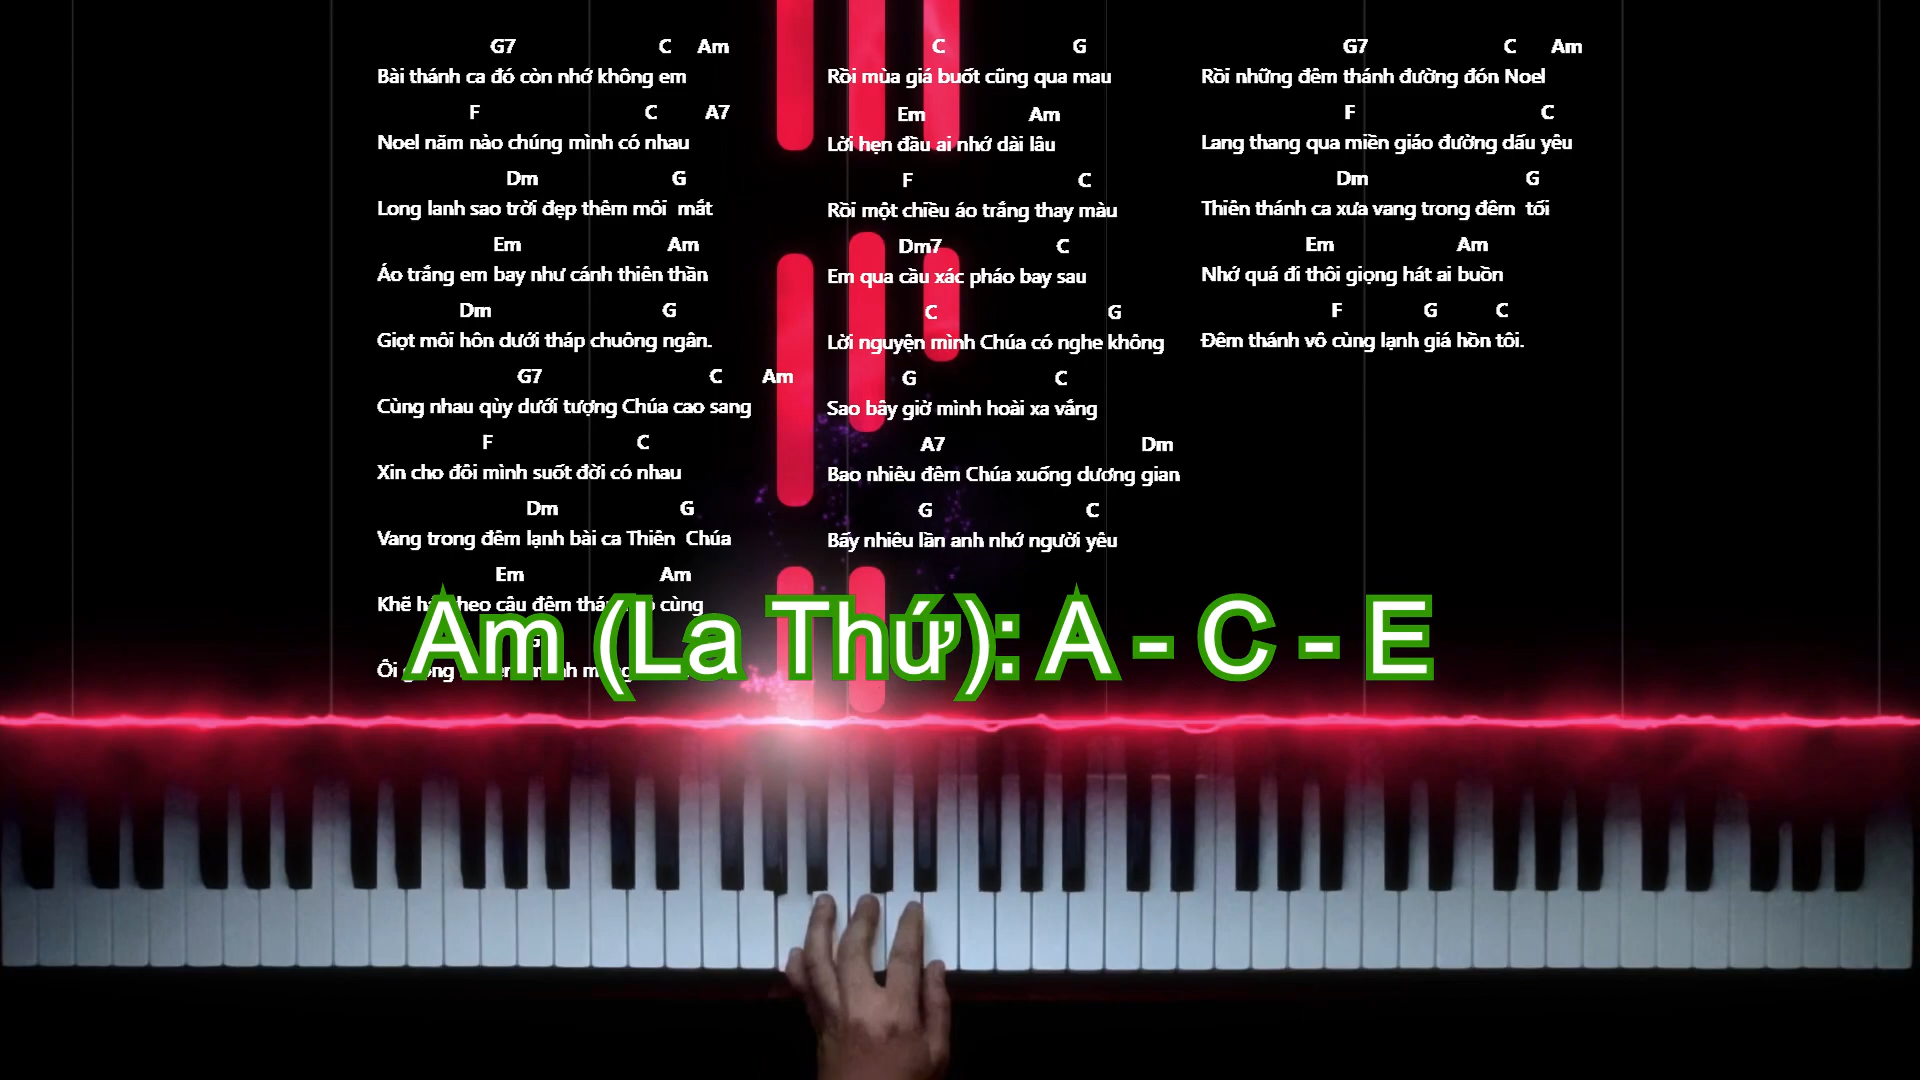 G7 C Am
Bài thánh ca đó còn nhớ không em
F C A7
Noel năm nào chúng mình có nhau
Dm G
Long lanh sao trời đẹp thêm môi mắt
Em Am
Áo trắng em bay như cánh thiên thần
Dm G
Giọt môi hôn dưới tháp chuông ngân.
G7 C Am
Cùng nhau qùy dưới tượng Chúa cao sang
F C
Xin cho đôi mình suốt đời có nhau
Dm G
Vang trong đêm lạnh bài ca Thiên Chúa
Em Am
Khẽ câu đêm cùng
G
Ôi
C G
Rồi mùa giá buốt cũng qua mau
Em Am
Lời hẹn đầu ai nhớ dài lâu
F C
Rồi một chiều áo trắng thay màu
Dm7 C
Em qua cầu xác pháo bay sau
C G
Lời nguyện mình Chúa có nghe không
G C
Sao bây giờ mình hoài xa vắng
A7 Dm
Bao nhiêu đêm Chúa xuống dương gian
G C
Bấy nhiêu lần anh nhớ người yêu
G7 C Am
Rồi những đêm thánh đường đón Noel
F C
Lang thang qua miền giáo đường dấu yêu
Dm G
Thiên thánh ca xưa vang trong đêm tối
Em Am
Nhớ quá đi thôi giọng hát ai buồn
F G C
Đêm thánh vô cùng lạnh giá hồn tôi.
Am (La Thứ): A - C - E